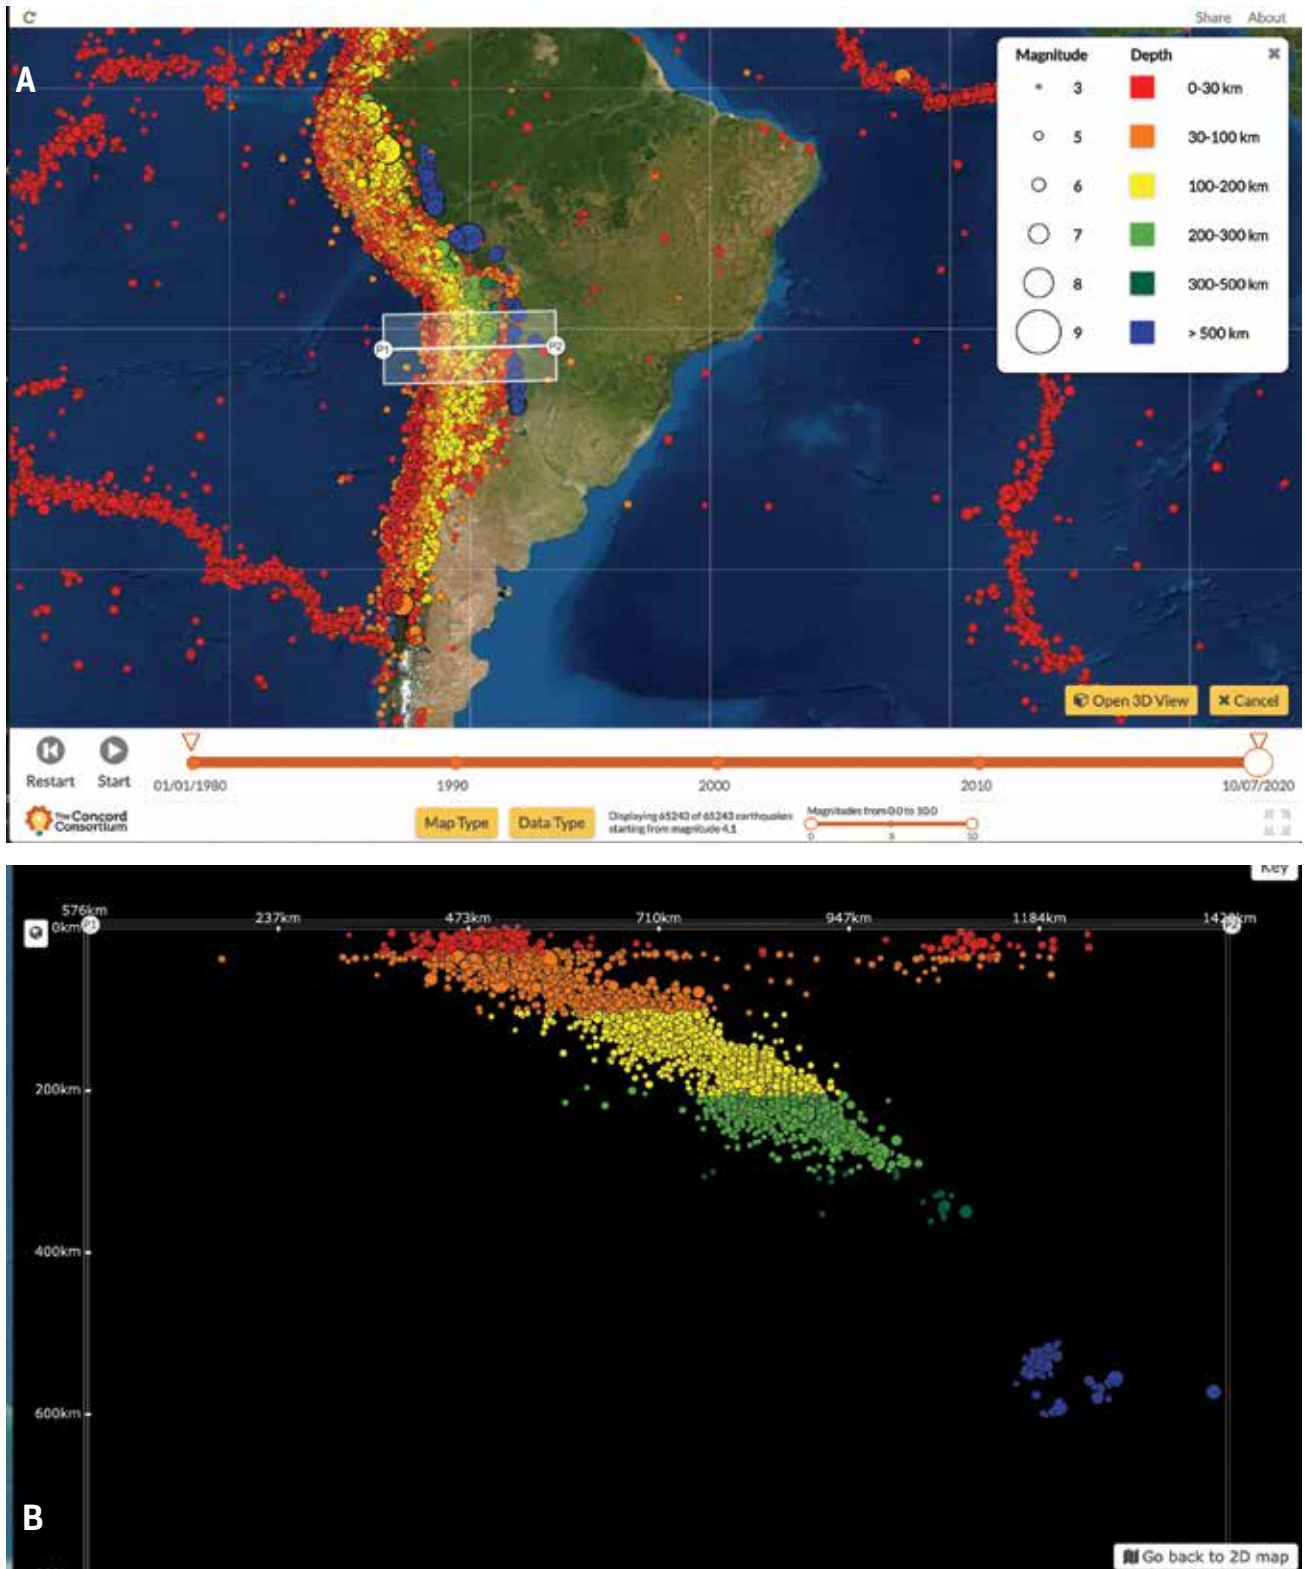 Share About
A
Magnitude Depth
3 0-30 km
5 30-100 km
6 100-200 km
7 200-300 km
8 300-500 km
9 > 500 km
P1 P2
Open 3D View Cancel
Restart Start 01/01/1980 1990 2000 2010 10/07/2020
The Concord
Consortium
Map Type Data Type
Displaying 65243 of 65243 earthquakes
starting from magnitude 4.1
Magnitudes from 0.0 to 10.0
0 5 10
Key
576km 237km 473km 710km 947km 1184km
0km P1 P2
200km
400km
600km
B
Go back to 2D map